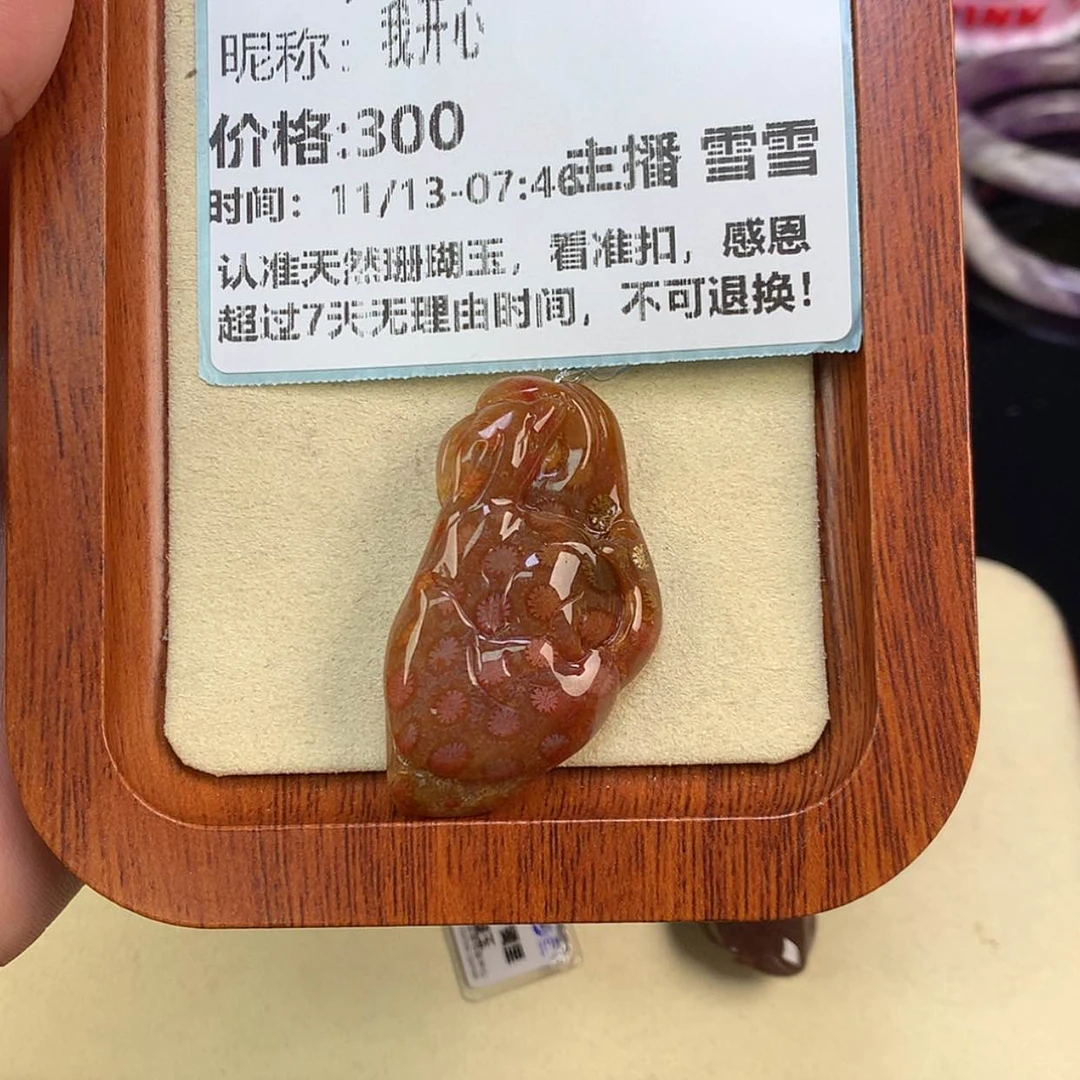 昵称：我开心
价格:300
主播 雪雪
时间：11/13-07:46
认准天然珊瑚玉，看准扣，感恩
超过7天无理由时间，不可退换！